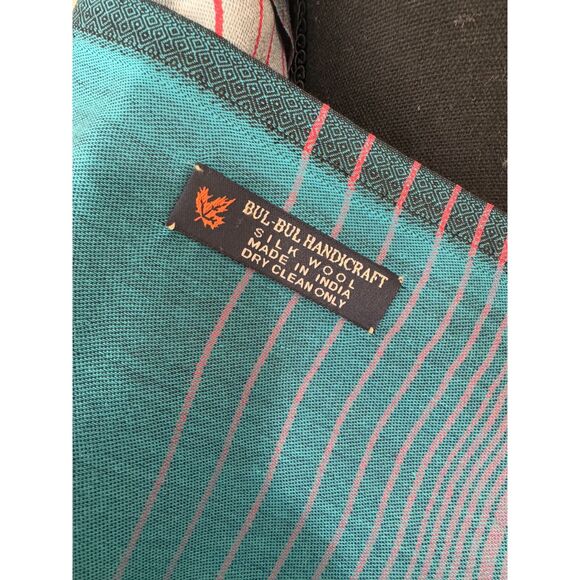 BUL-BUL HANDICRAFT
SILK WOOL
MADE IN INDIA
DRY CLEAN ONLY